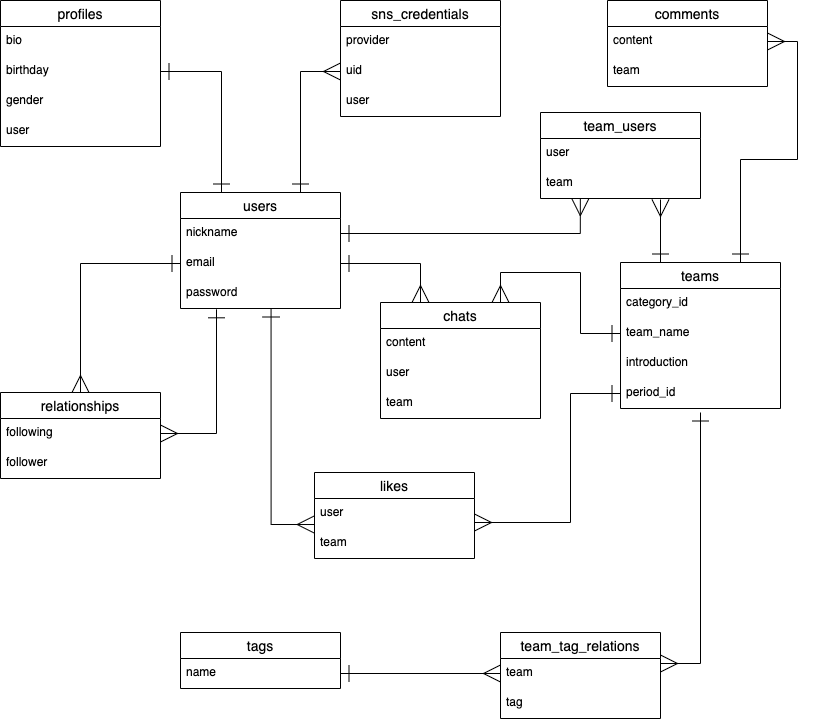 profiles
bio
birthday
gender
user
sns_credentials
provider
uid
user
comments
content
team
team_users
user
team
users
nickname
email
password
teams
category_id
team_name
introduction
period_id
chats
content
user
team
relationships
following
follower
likes
user
team
tags
name
team_tag_relations
team
tag